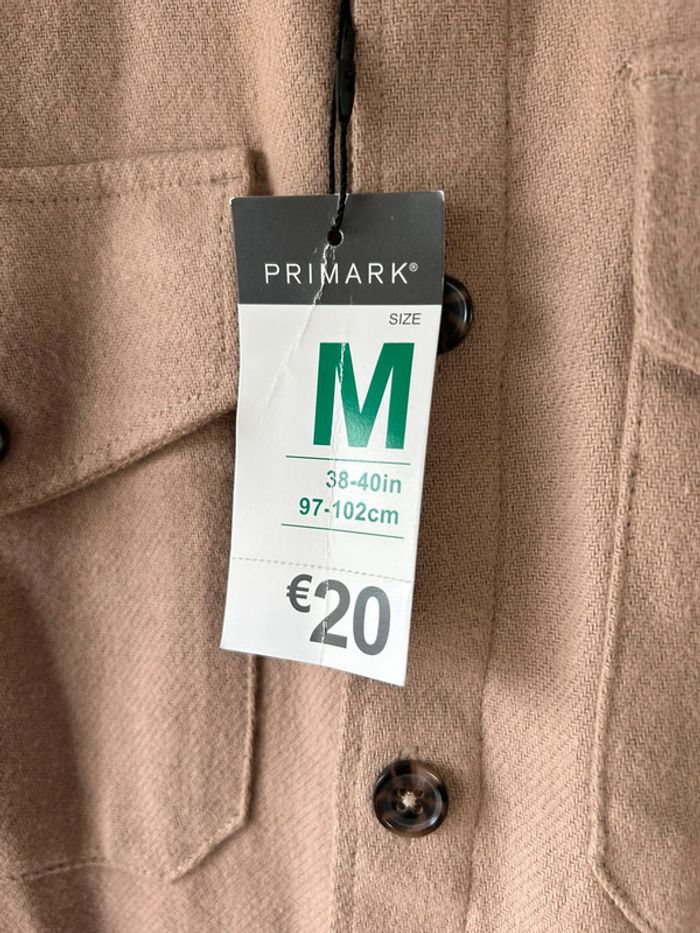 PRIMARK®
SIZE
M
38-40in
97-102cm
€20